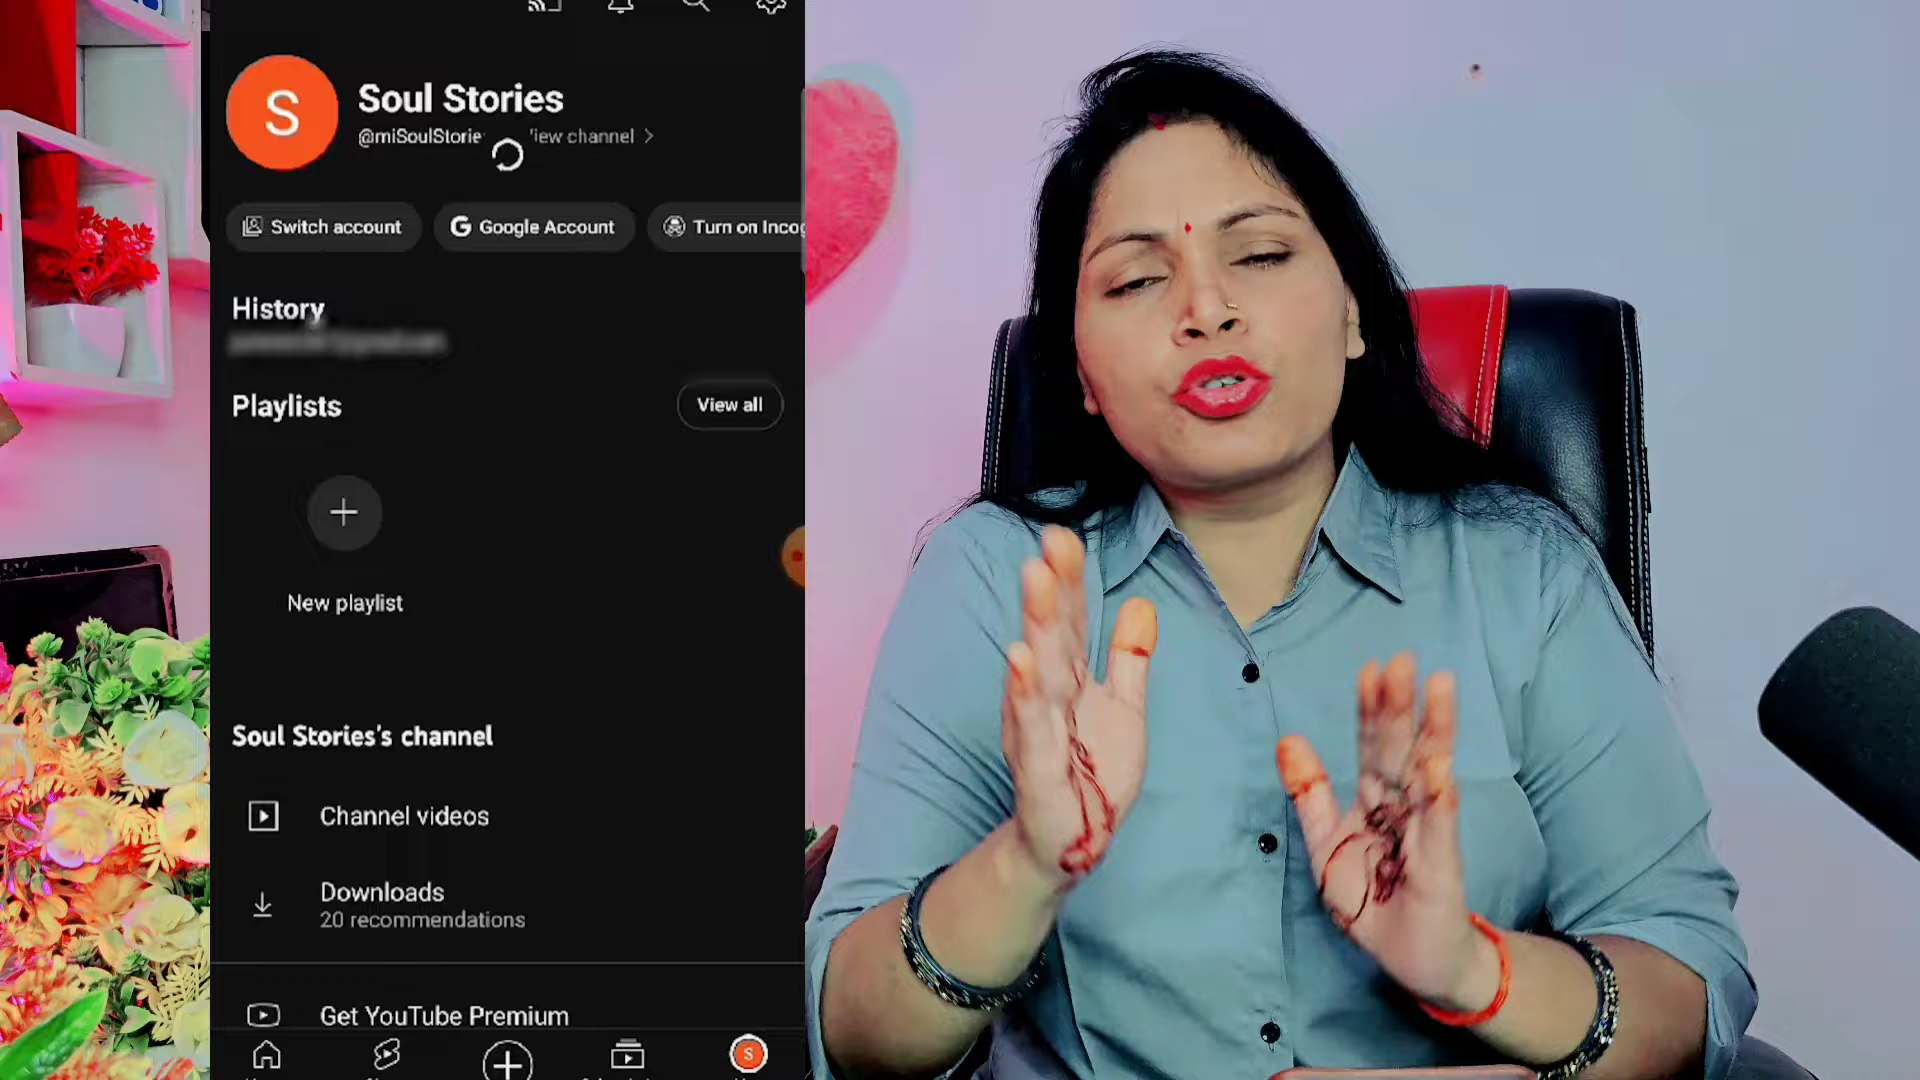 S
Soul Stories
@miSoulStorie
iew channel >
Switch account
G Google Account
Turn on Incog
History
Playlists
View all
New playlist
Soul Stories's channel
Channel videos
Downloads
20 recommendations
Get YouTube Premium
S